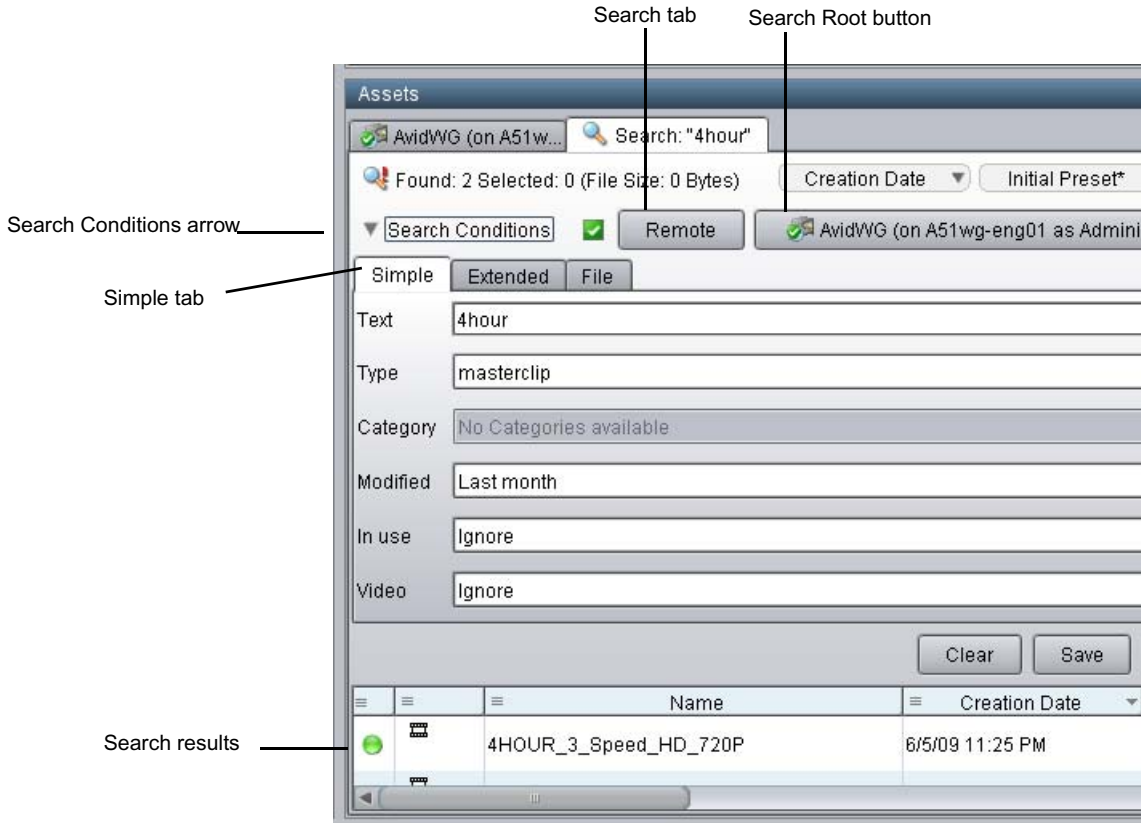 Search tab
Search Root button
Assets
AvidWG (on A51w...
Search: "4hour"
Found: 2 Selected: 0 (File Size: 0 Bytes)
Creation Date
Initial Preset*
Search Conditions arrow
Search Conditions
Remote
AvidWG (on A51wg-eng01 as Admini
Simple tab
Simple
Extended
File
Text
4hour
Type
masterclip
Category
No Categories available
Modified
Last month
In use
Ignore
Video
Ignore
Clear
Save
Name
Creation Date
Search results
4HOUR_3_Speed_HD_720P
6/5/09 11:25 PM